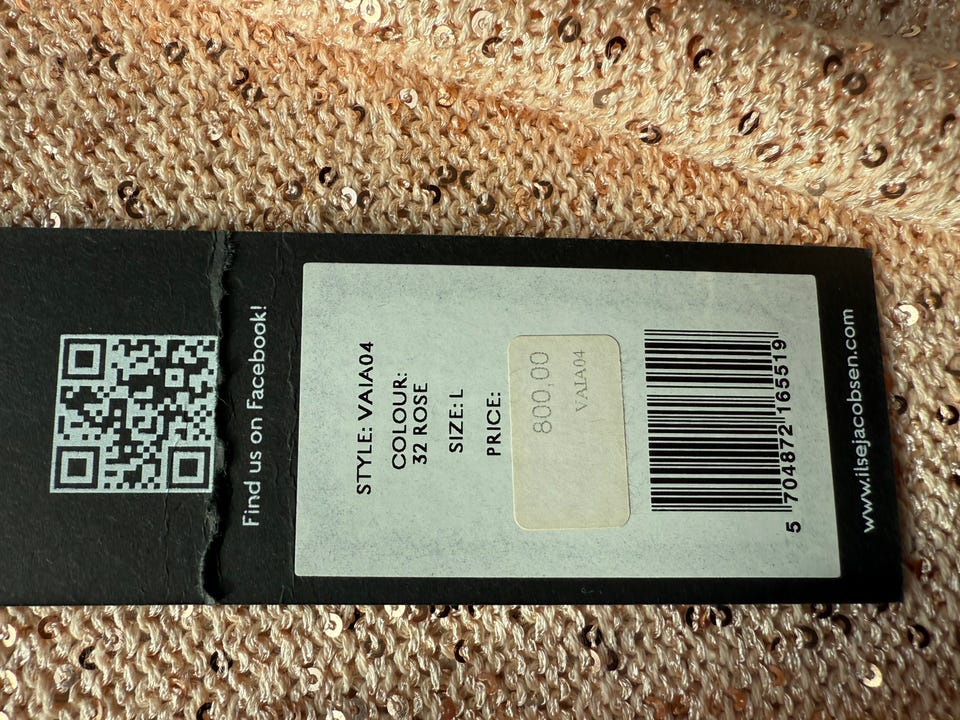 Find us on Facebook!
STYLE: VAIA04
COLOUR:
32 ROSE
SIZE: L
PRICE:
800,00
VAIA04
5 704872 165519
www.ilsejacobsen.com